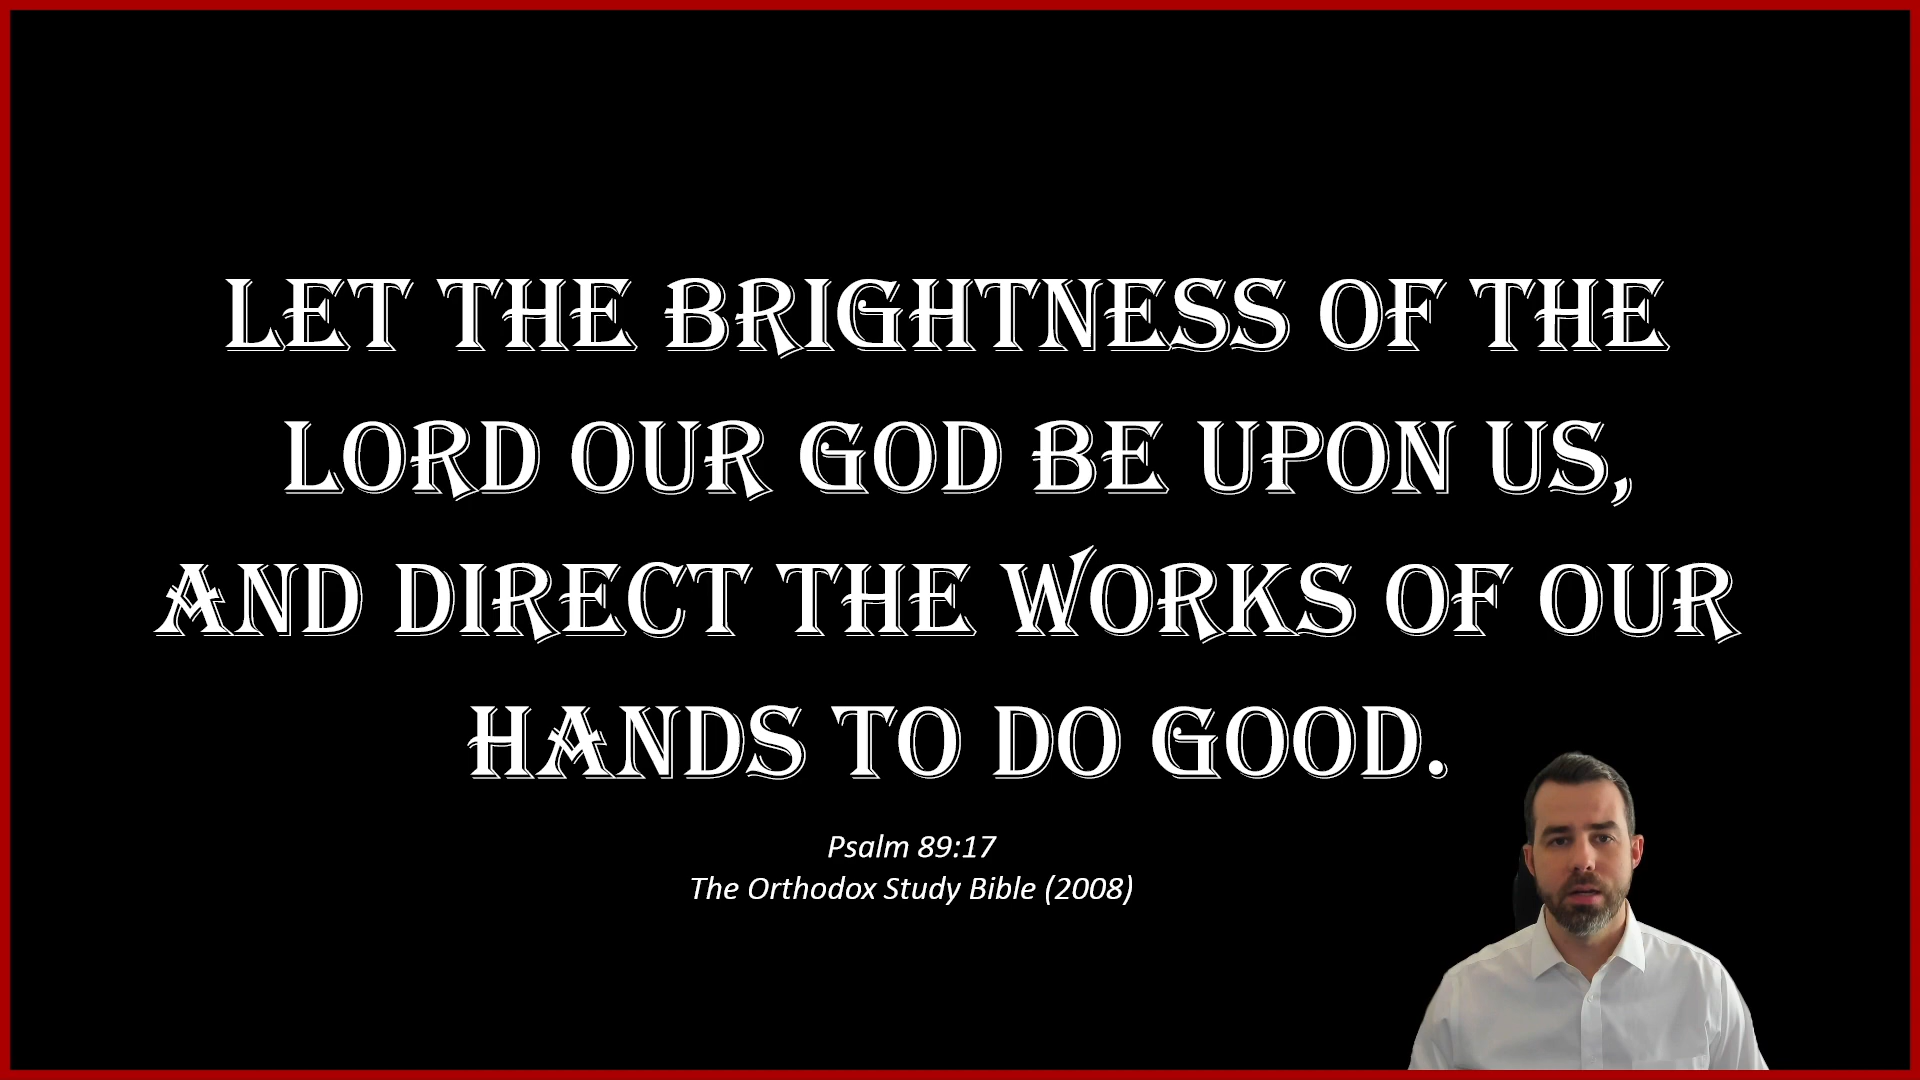 LET THE BRIGHTNESS OF THE
LORD OUR GOD BE UPON US,
AND DIRECT THE WORKS OF OUR
HANDS TO DO GOOD.
Psalm 89:17
The Orthodox Study Bible (2008)